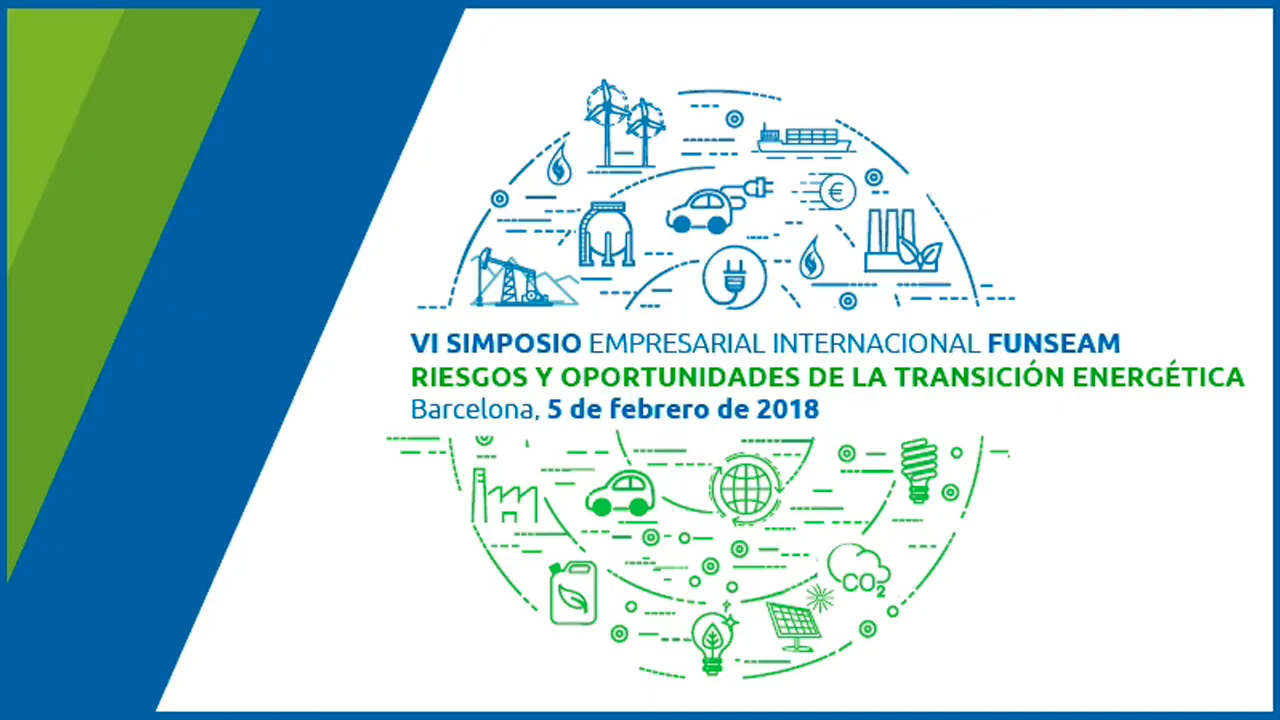 VI SIMPOSIO EMPRESARIAL INTERNACIONAL FUNSEAM
RIESGOS Y OPORTUNIDADES DE LA TRANSICIÓN ENERGÉTICA
Barcelona, 5 de febrero de 2018
€
CO2